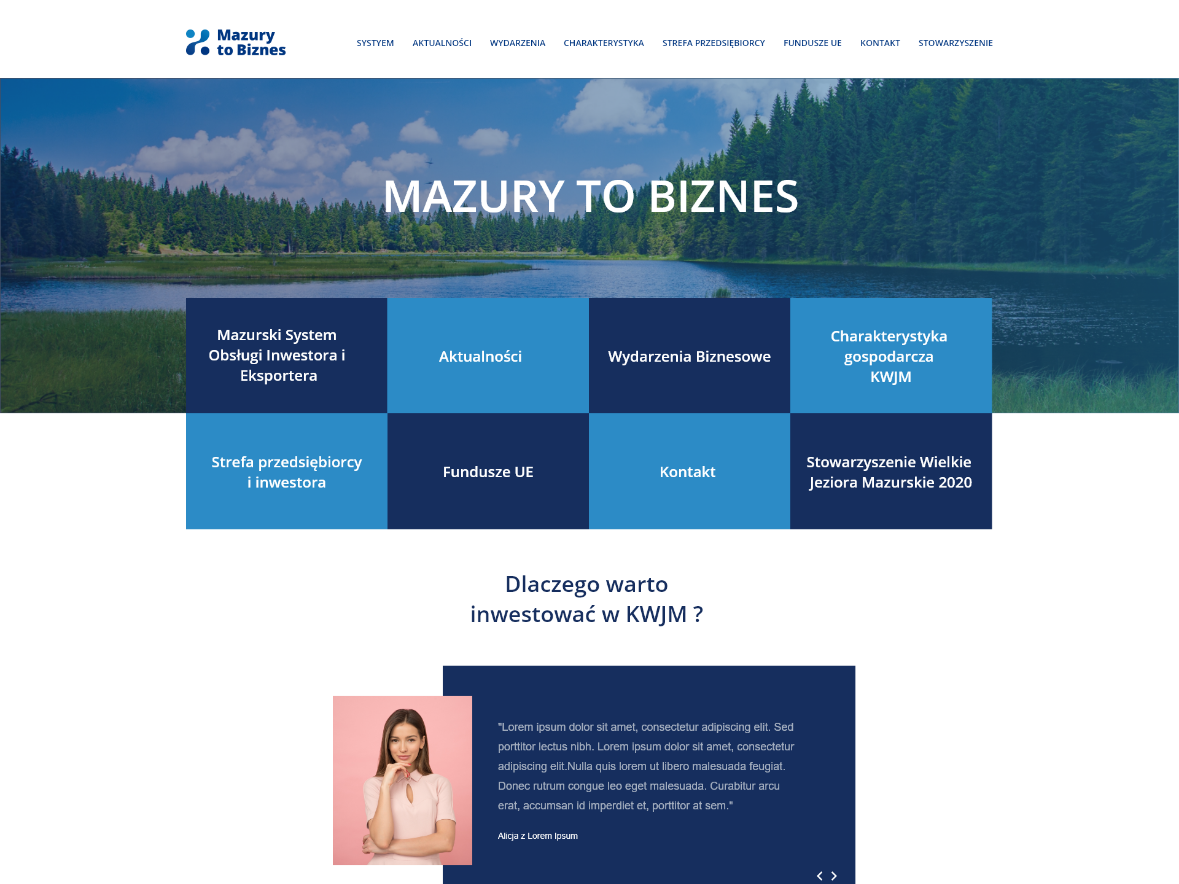 Mazury
to Biznes
SYSTYEM AKTUALNOŚCI WYDARZENIA CHARAKTERYSTYKA STREFA PRZEDSIĘBIORCY FUNDUSZE UE KONTAKT STOWARZYSZENIE
MAZURY TO BIZNES
Mazurski System
Obsługi Inwestora i
Eksportera
Aktualności
Wydarzenia Biznesowe
Charakterystyka
gospodarcza
KWJM
Strefa przedsiębiorcy
i inwestora
Fundusze UE
Kontakt
Stowarzyszenie Wielkie
Jeziora Mazurskie 2020
Dlaczego warto
inwestować w KWJM ?
"Lorem ipsum dolor sit amet, consectetur adipiscing elit. Sed
porttitor lectus nibh. Lorem ipsum dolor sit amet, consectetur
adipiscing elit.Nulla quis lorem ut libero malesuada feugiat.
Donec rutrum congue leo eget malesuada. Curabitur arcu
erat, accumsan id imperdiet et, porttitor at sem."
Alicja z Lorem Ipsum